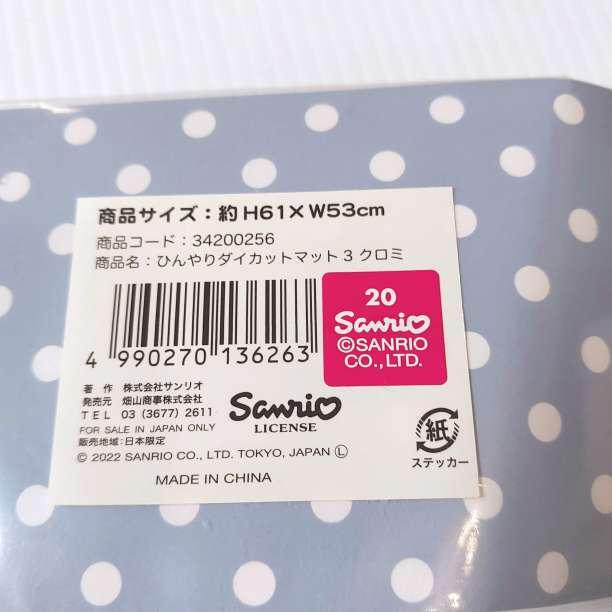 商品サイズ：約 H61×W53cm
商品コード：34200256
商品名：ひんやりダイカットマット 3 クロミ
20
Sanrio
©SANRIO
CO.,LTD.
4 990270 136263
著　作　株式会社サンリオ
発売元　畑山商事株式会社
TEL　03 (3677) 2611
FOR SALE IN JAPAN ONLY
販売地域：日本限定
Sanrio
LICENSE
© 2022 SANRIO CO., LTD. TOKYO, JAPAN Ⓛ
MADE IN CHINA
紙
ステッカー